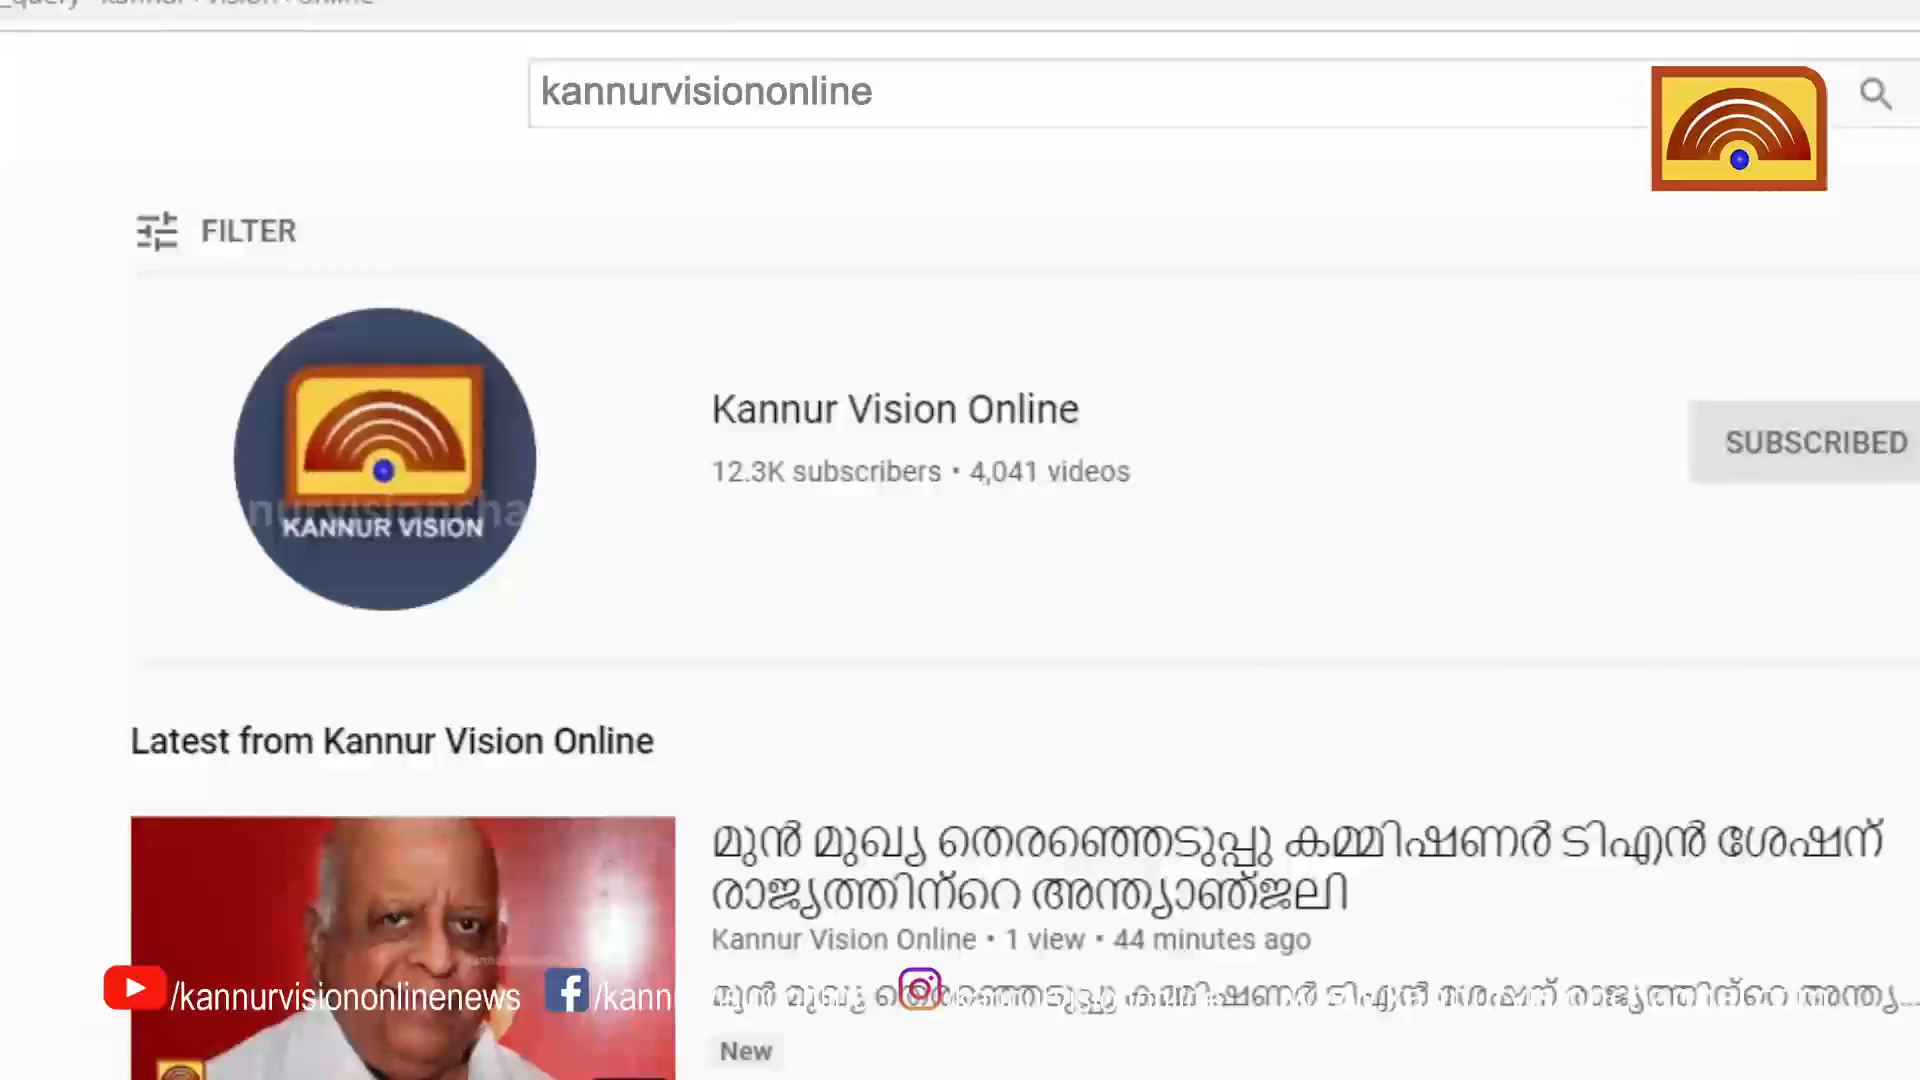 kannurvisiononline
FILTER
KANNUR VISION
Kannur Vision Online
12.3K subscribers • 4,041 videos
SUBSCRIBED
Latest from Kannur Vision Online
മുൻ മുഖ്യ തെരഞ്ഞെടുപ്പു കമ്മിഷണർ ടിഎൻ ശേഷന്
രാജ്യത്തിന്റെ അന്ത്യാഞ്ജലി
Kannur Vision Online • 1 view • 44 minutes ago
/kannurvisiononlinenews
/kann
New